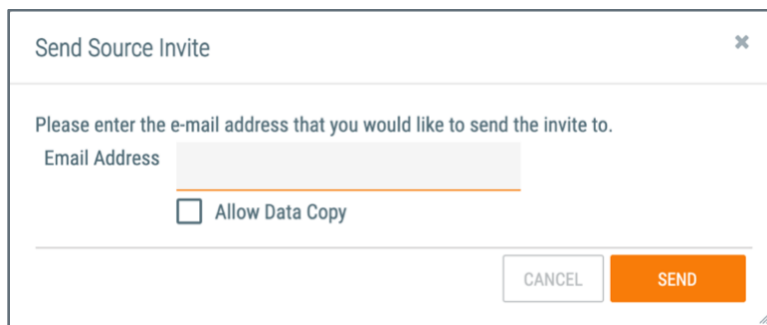 Send Source Invite
Please enter the e-mail address that you would like to send the invite to.
Email Address
Allow Data Copy
CANCEL SEND